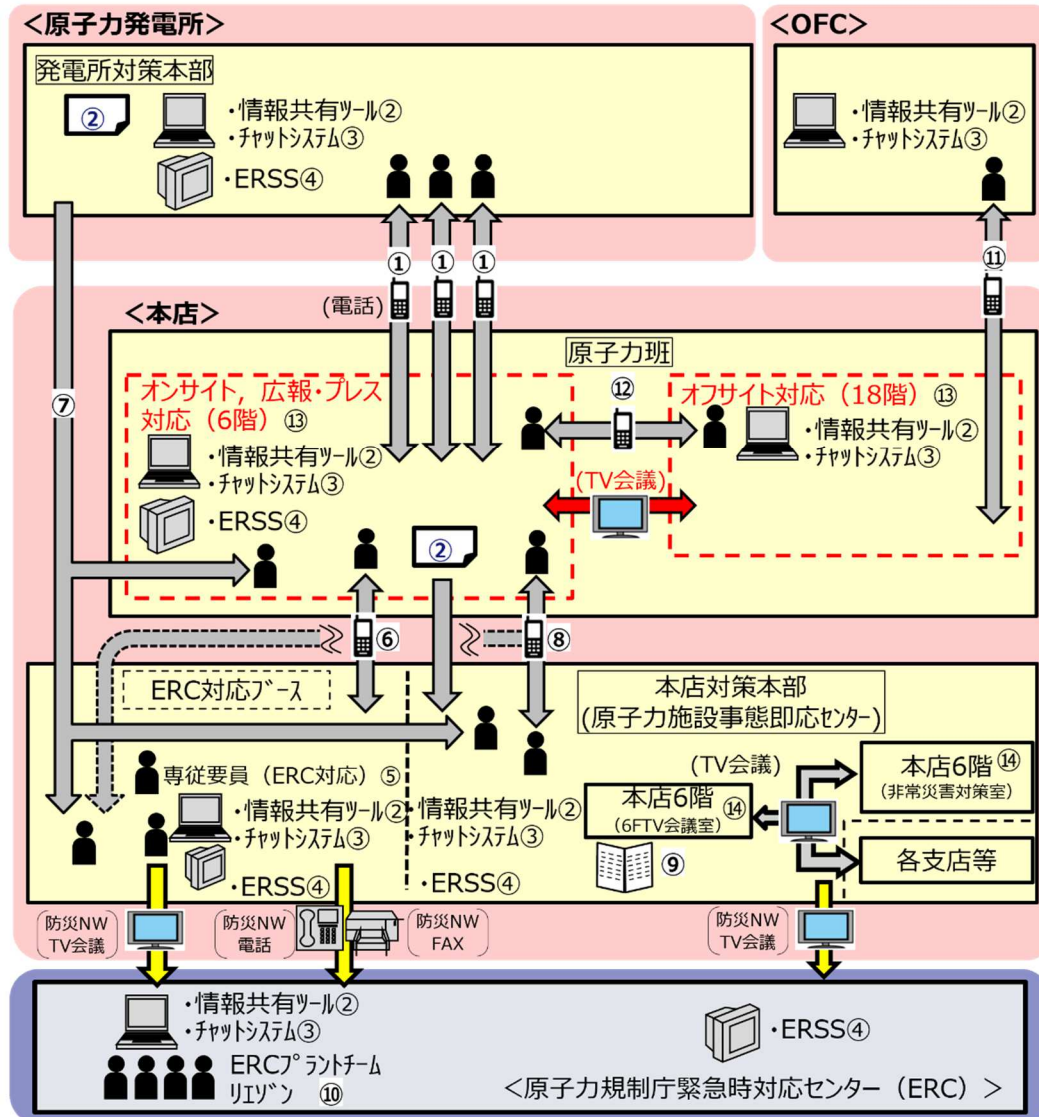 <原子力発電所>
発電所対策本部
②
・情報共有ツール②
・チャットシステム③
・ERSS④
<OFC>
・情報共有ツール②
・チャットシステム③
① ① ①
(電話)
⑪
⑦
<本店>
原子力班
オンサイト，広報・プレス
対応（6階）⑬
・情報共有ツール②
・チャットシステム③
・ERSS④
⑫
(TV会議)
オフサイト対応（18階）⑬
・情報共有ツール②
・チャットシステム③
②
⑥
⑧
ERC対応ブース
専従要員（ERC対応）⑤
・情報共有ツール②
・チャットシステム③
・ERSS④
本店対策本部
(原子力施設事態即応センター)
・情報共有ツール②
・チャットシステム③
・ERSS④
(TV会議)
本店6階⑭
(6FTV会議室)
⑨
本店6階⑭
(非常災害対策室)
各支店等
防災NW
TV会議
防災NW
電話
防災NW
FAX
防災NW
TV会議
・情報共有ツール②
・チャットシステム③
ERCプラントチーム
リエゾン ⑩
・ERSS④
<原子力規制庁緊急時対応センター（ERC）>